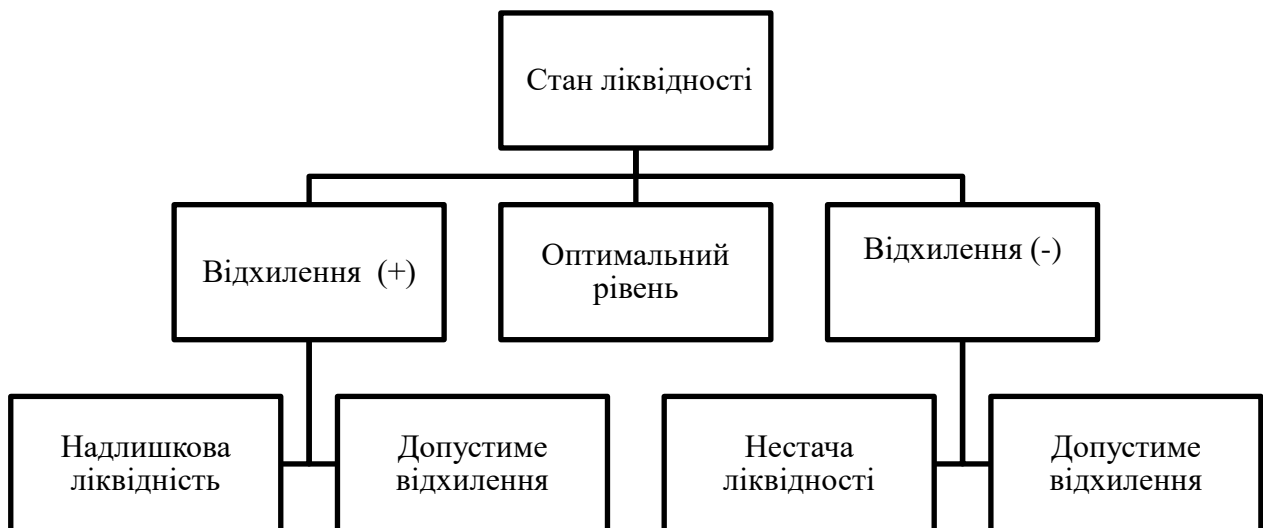 Стан ліквідності
Відхилення (+)
Оптимальний
рівень
Відхилення (-)
Надлишкова
ліквідність
Допустиме
відхилення
Нестача
ліквідності
Допустиме
відхилення